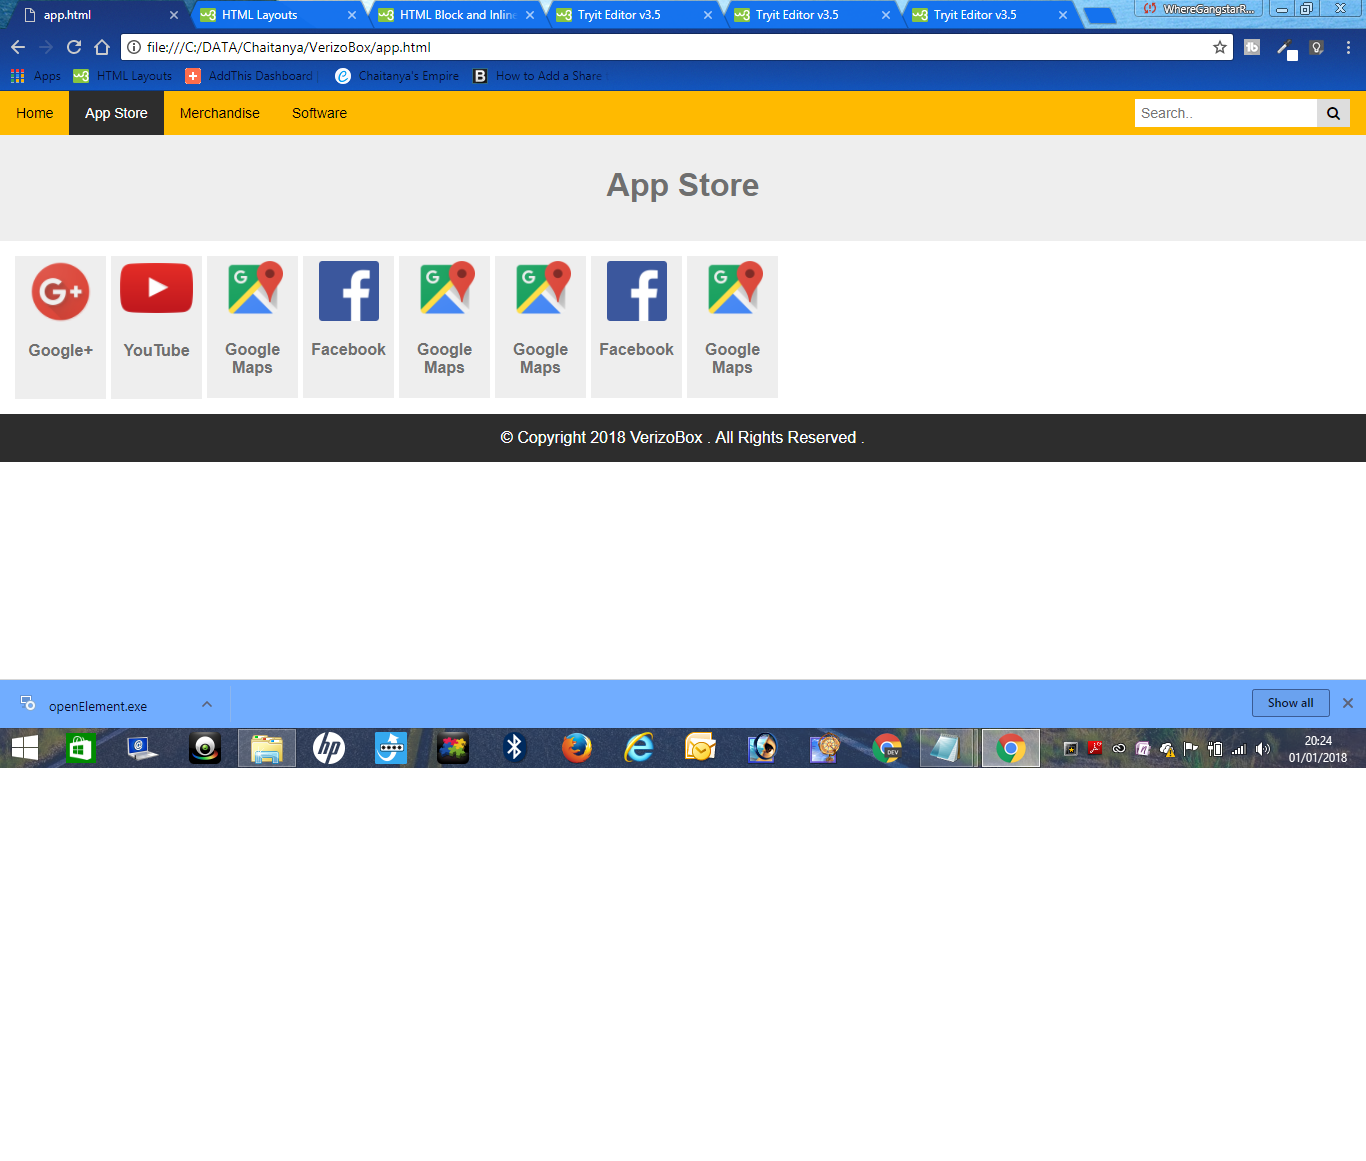 app.html HTML Layouts HTML Block and Inline Tryit Editor v3.5 Tryit Editor v3.5 Tryit Editor v3.5 WhereGangstarR...
file:///C:/DATA/Chaitanya/VerizoBox/app.html
Apps HTML Layouts AddThis Dashboard | Chaitanya's Empire How to Add a Share
Home App Store Merchandise Software Search..
App Store
Google+ YouTube Google Maps Facebook Google Maps Google Maps Facebook Google Maps
© Copyright 2018 VerizoBox . All Rights Reserved .
openElement.exe Show all
20:24
01/01/2018